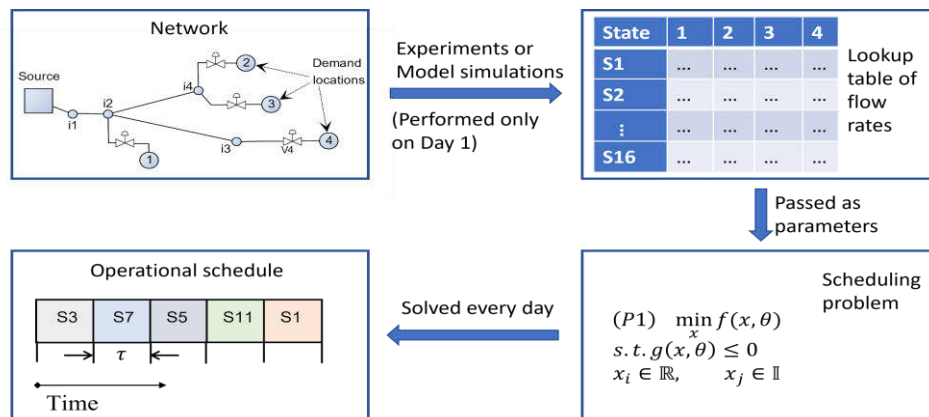 Network
Source
i1
i2
i4
i3
V4
1
2
3
4
Demand
locations
Experiments or
Model simulations
(Performed only
on Day 1)
State 1 2 3 4
S1 ... ... ... ...
S2 ... ... ... ...
⋮ ... ... ... ...
S16 ... ... ... ...
Lookup
table of
flow
rates
Passed as
parameters
Scheduling
problem
(P1) min f(x, θ)
x
s. t. g(x, θ) ≤ 0
x_i ∈ ℝ, x_j ∈ 𝕀
Solved every day
Operational schedule
S3 S7 S5 S11 S1
τ
Time